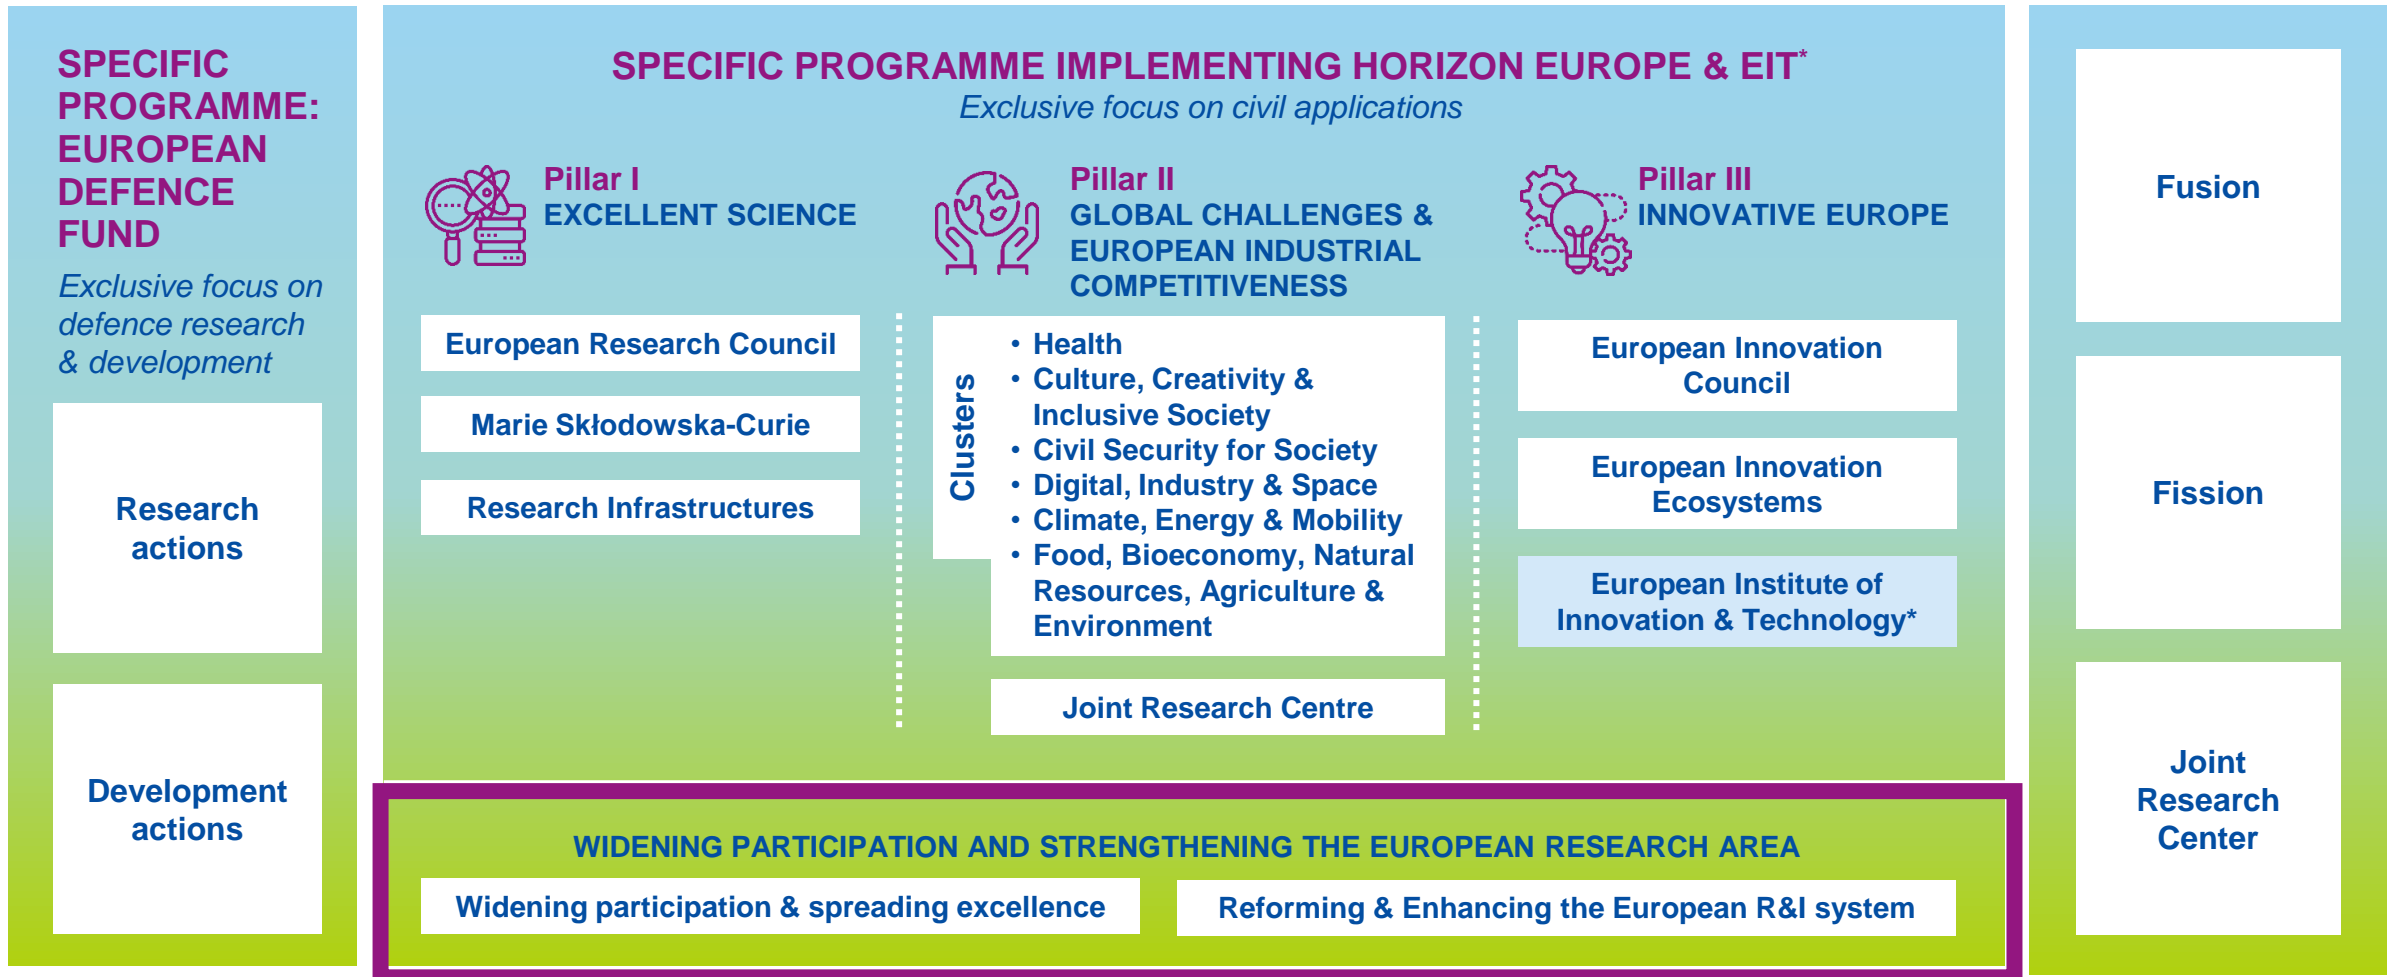 SPECIFIC
PROGRAMME:
EUROPEAN
DEFENCE
FUND
Exclusive focus on
defence research
& development
Research
actions
Development
actions
SPECIFIC PROGRAMME IMPLEMENTING HORIZON EUROPE & EIT*
Exclusive focus on civil applications
Pillar I
EXCELLENT SCIENCE
European Research Council
Marie Skłodowska-Curie
Research Infrastructures
Pillar II
GLOBAL CHALLENGES &
EUROPEAN INDUSTRIAL
COMPETITIVENESS
Clusters
• Health
• Culture, Creativity &
Inclusive Society
• Civil Security for Society
• Digital, Industry & Space
• Climate, Energy & Mobility
• Food, Bioeconomy, Natural
Resources, Agriculture &
Environment
Joint Research Centre
Pillar III
INNOVATIVE EUROPE
European Innovation
Council
European Innovation
Ecosystems
European Institute of
Innovation & Technology*
WIDENING PARTICIPATION AND STRENGTHENING THE EUROPEAN RESEARCH AREA
Widening participation & spreading excellence
Reforming & Enhancing the European R&I system
Fusion
Fission
Joint
Research
Center